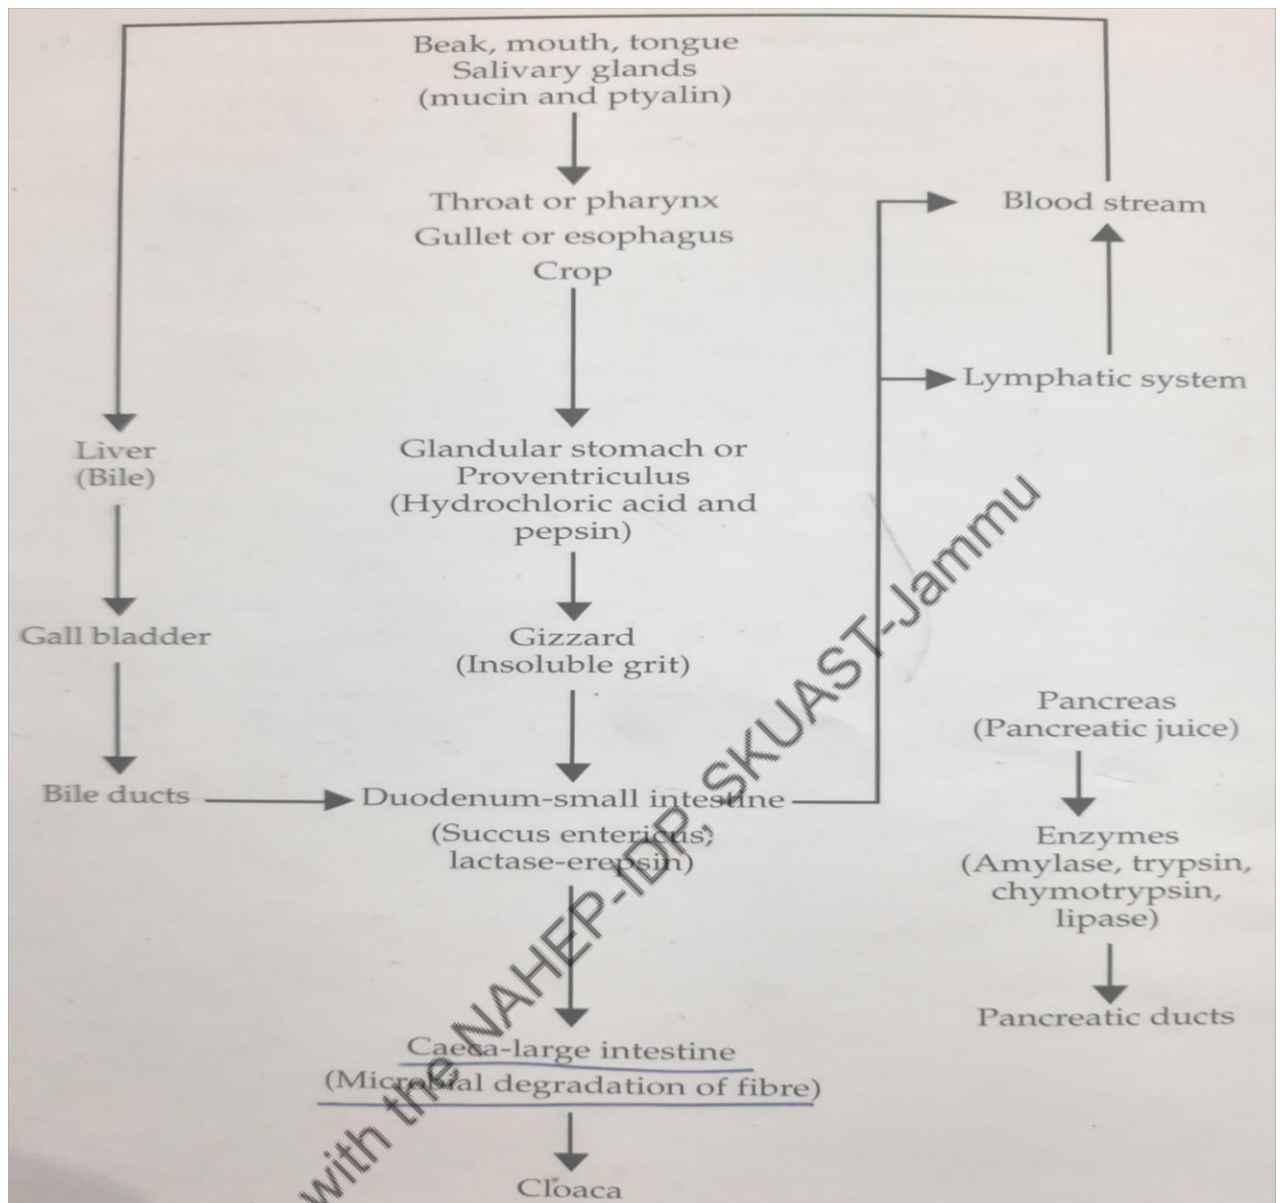 Beak, mouth, tongue
Salivary glands
(mucin and ptyalin)
Throat or pharynx
Gullet or esophagus
Crop
Blood stream
Lymphatic system
Liver
(Bile)
Glandular stomach or
Proventriculus
(Hydrochloric acid and
pepsin)
Gall bladder
Gizzard
(Insoluble grit)
Pancreas
(Pancreatic juice)
Bile ducts
Duodenum-small intestine
(Succus entericus;
lactase-erepsin)
Enzymes
(Amylase, trypsin,
chymotrypsin,
lipase)
Pancreatic ducts
Caeca-large intestine
(Microbial degradation of fibre)
Cloaca
with the NAHEP-IDP, SKUAST-Jammu